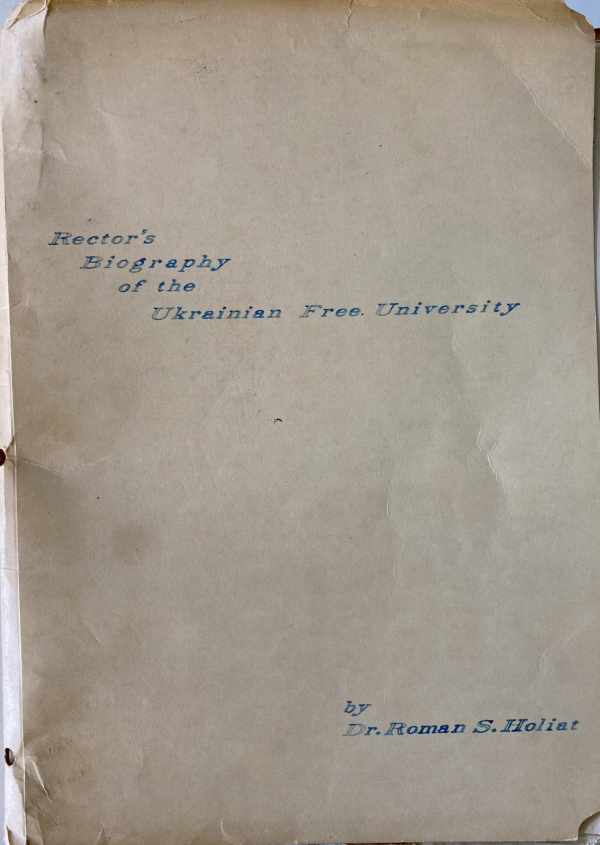 Rector's
Biography
of the
Ukrainian Free. University
by
Dr. Roman S. Holiat